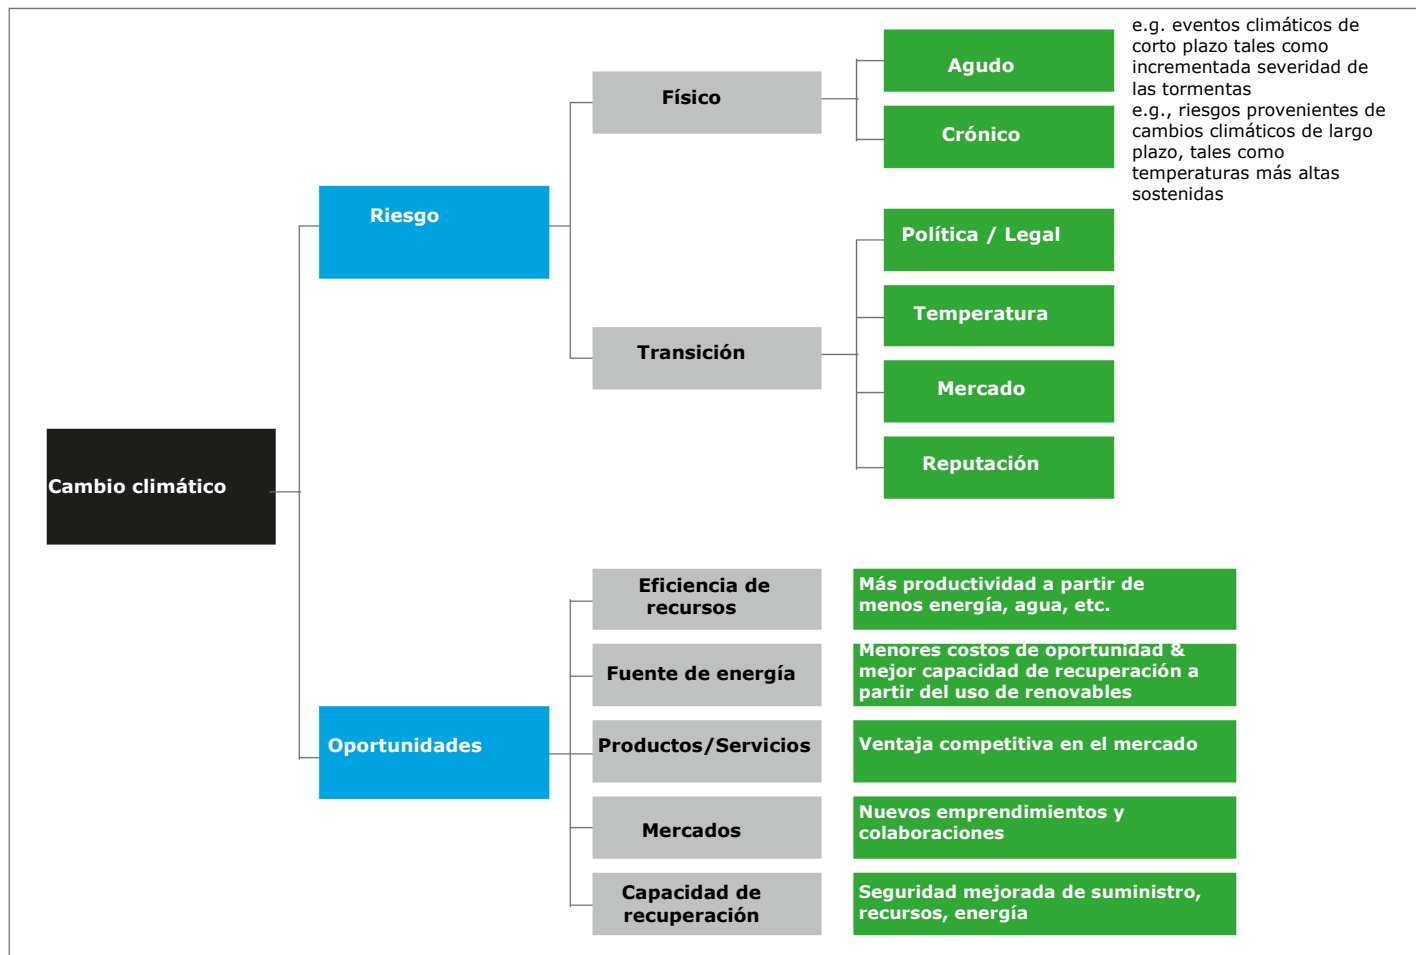 Cambio climático
Riesgo
Físico
Agudo
e.g. eventos climáticos de
corto plazo tales como
incrementada severidad de
las tormentas
Crónico
e.g., riesgos provenientes de
cambios climáticos de largo
plazo, tales como
temperaturas más altas
sostenidas
Transición
Política / Legal
Temperatura
Mercado
Reputación
Oportunidades
Eficiencia de
recursos
Más productividad a partir de
menos energía, agua, etc.
Fuente de energía
Menores costos de oportunidad &
mejor capacidad de recuperación a
partir del uso de renovables
Productos/Servicios
Ventaja competitiva en el mercado
Mercados
Nuevos emprendimientos y
colaboraciones
Capacidad de
recuperación
Seguridad mejorada de suministro,
recursos, energía